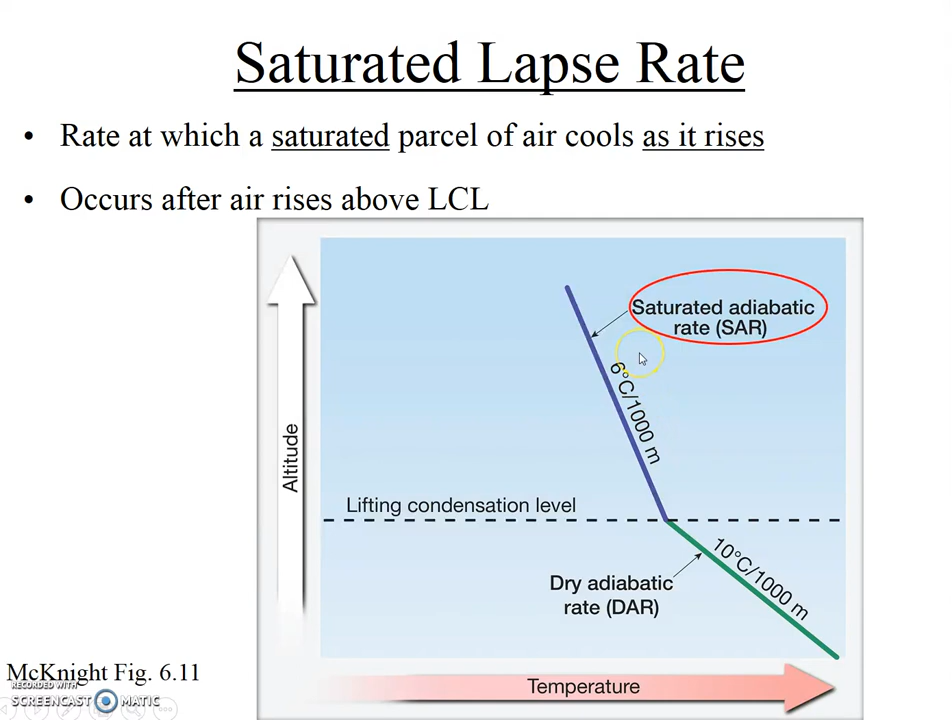 Saturated Lapse Rate
• Rate at which a saturated parcel of air cools as it rises
• Occurs after air rises above LCL
Saturated adiabatic
rate (SAR)
6°C/1000 m
Altitude
Lifting condensation level
10°C/1000 m
Dry adiabatic
rate (DAR)
McKnight Fig. 6.11
Temperature
RECORDED WITH
SCREENCAST MATIC